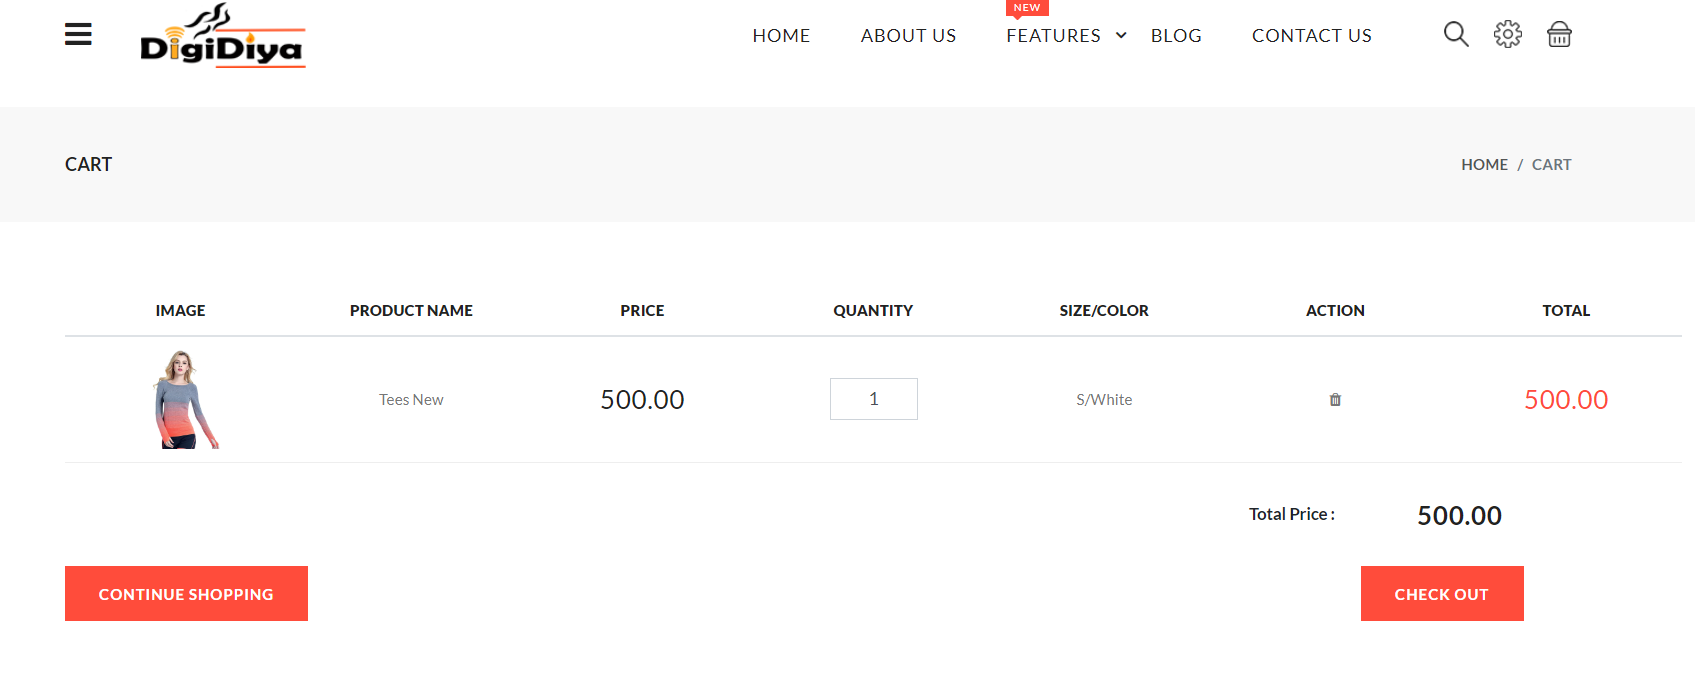 NEW
DigiDiya
HOME ABOUT US FEATURES BLOG CONTACT US
CART
HOME / CART
IMAGE PRODUCT NAME PRICE QUANTITY SIZE/COLOR ACTION TOTAL
Tees New 500.00 1 S/White 500.00
Total Price : 500.00
CONTINUE SHOPPING CHECK OUT